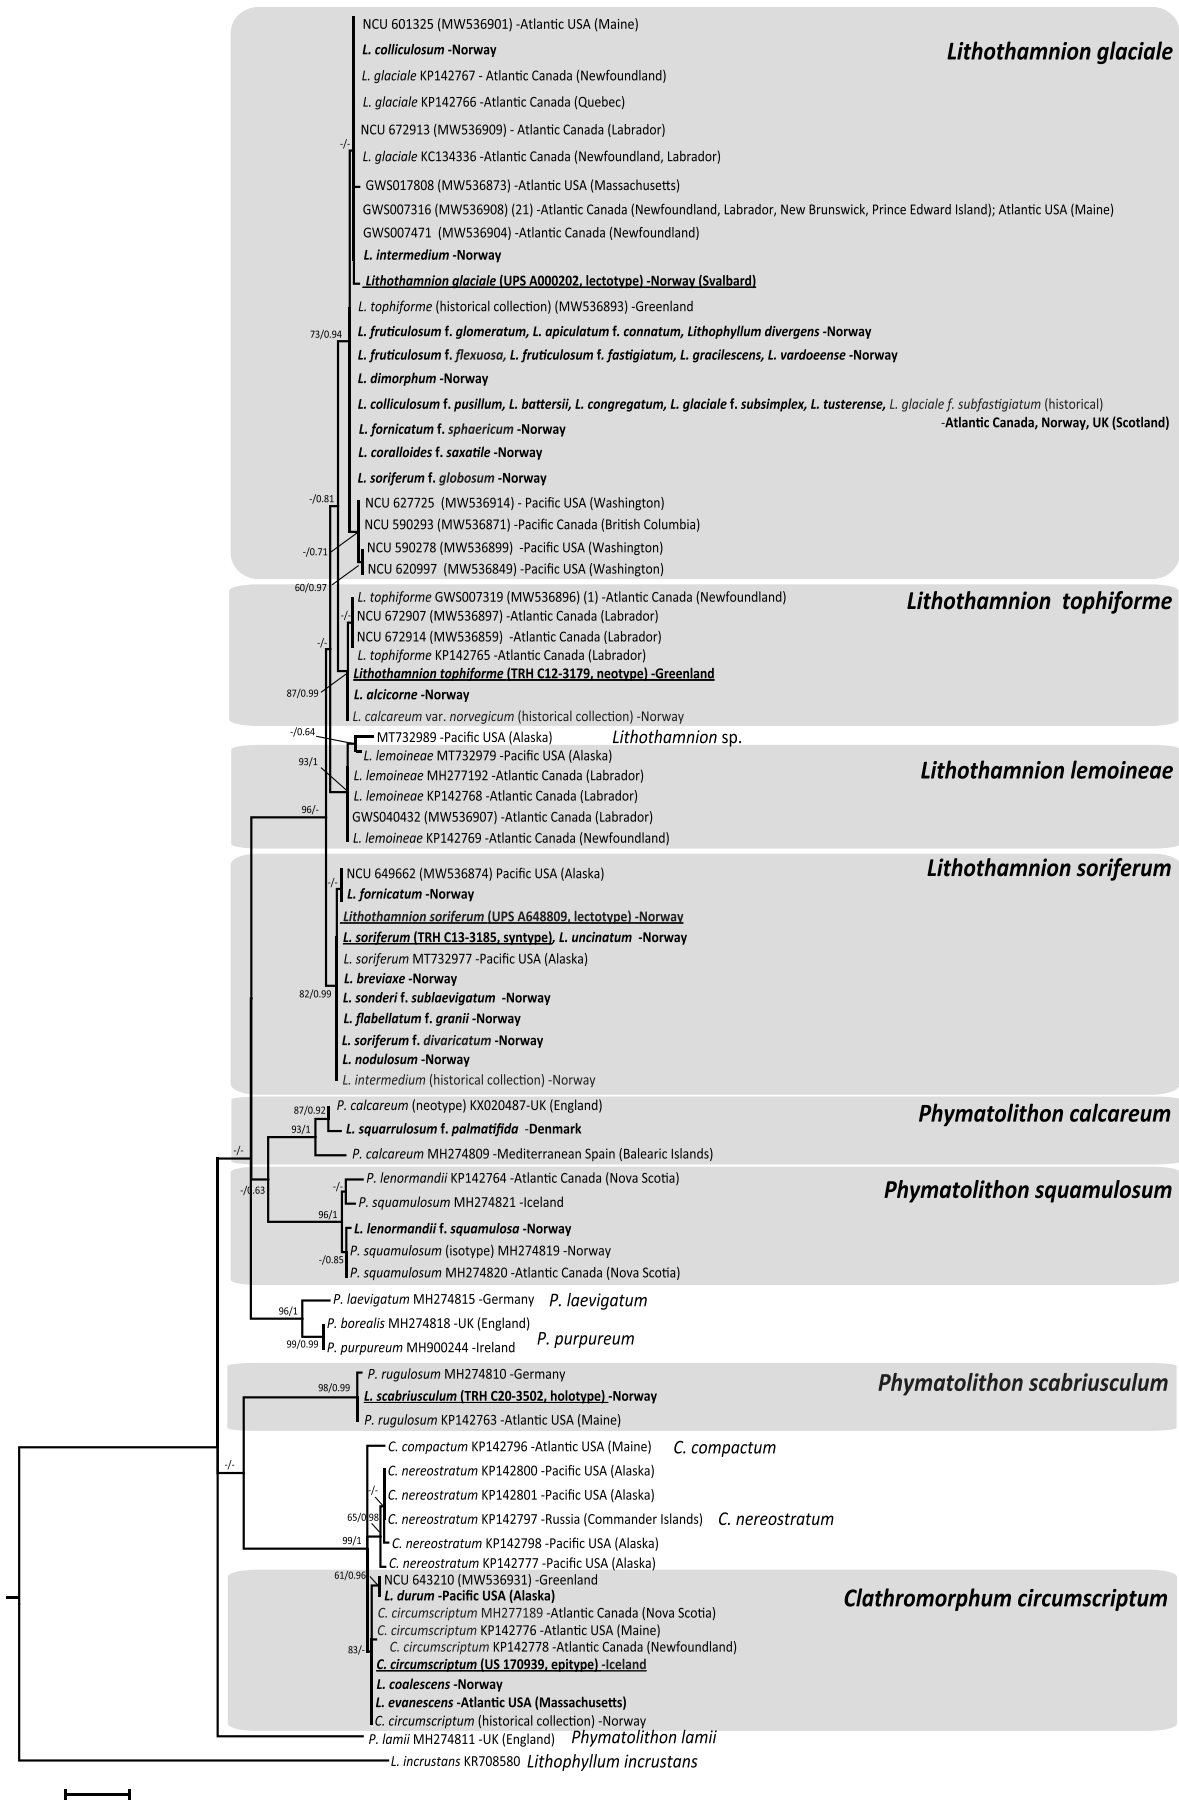 NCU 601325 (MW536901) -Atlantic USA (Maine)
Lithothamnion glaciale
L. colliculosum -Norway
L. glaciale KP142767 - Atlantic Canada (Newfoundland)
L. glaciale KP142766 -Atlantic Canada (Quebec)
NCU 672913 (MW536909) - Atlantic Canada (Labrador)
-/-
L. glaciale KC134336 -Atlantic Canada (Newfoundland, Labrador)
GWS017808 (MW536873) -Atlantic USA (Massachusetts)
GWS007316 (MW536908) (21) -Atlantic Canada (Newfoundland, Labrador, New Brunswick, Prince Edward Island); Atlantic USA (Maine)
GWS007471 (MW536904) -Atlantic Canada (Newfoundland)
L. intermedium -Norway
Lithothamnion glaciale (UPS A000202, lectotype) -Norway (Svalbard)
L. tophiforme (historical collection) (MW536893) -Greenland
73/0.94
L. fruticulosum f. glomeratum, L. apiculatum f. connatum, Lithophyllum divergens -Norway
L. fruticulosum f. flexuosa, L. fruticulosum f. fastigiatum, L. gracilescens, L. vardoeense -Norway
L. dimorphum -Norway
L. colliculosum f. pusillum, L. battersii, L. congregatum, L. glaciale f. subsimplex, L. tusterense, L. glaciale f. subfastigiatum (historical)
-Atlantic Canada, Norway, UK (Scotland)
L. fornicatum f. sphaericum -Norway
L. coralloides f. saxatile -Norway
L. soriferum f. globosum -Norway
-/0.81
NCU 627725 (MW536914) - Pacific USA (Washington)
NCU 590293 (MW536871) -Pacific Canada (British Columbia)
-/0.71
NCU 590278 (MW536899) -Pacific USA (Washington)
NCU 620997 (MW536849) -Pacific USA (Washington)
60/0.97
L. tophiforme GWS007319 (MW536896) (1) -Atlantic Canada (Newfoundland)
Lithothamnion tophiforme
-/-
NCU 672907 (MW536897) -Atlantic Canada (Labrador)
NCU 672914 (MW536859) -Atlantic Canada (Labrador)
-/-
L. tophiforme KP142765 -Atlantic Canada (Labrador)
Lithothamnion tophiforme (TRH C12-3179, neotype) -Greenland
87/0.99
L. alcicorne -Norway
L. calcareum var. norvegicum (historical collection) -Norway
-/0.64
MT732989 -Pacific USA (Alaska)
Lithothamnion sp.
L. lemoineae MT732979 -Pacific USA (Alaska)
93/1
Lithothamnion lemoineae
L. lemoineae MH277192 -Atlantic Canada (Labrador)
L. lemoineae KP142768 -Atlantic Canada (Labrador)
96/-
GWS040432 (MW536907) -Atlantic Canada (Labrador)
L. lemoineae KP142769 -Atlantic Canada (Newfoundland)
Lithothamnion soriferum
NCU 649662 (MW536874) Pacific USA (Alaska)
-/-
L. fornicatum -Norway
Lithothamnion soriferum (UPS A648809, lectotype) -Norway
L. soriferum (TRH C13-3185, syntype), L. uncinatum -Norway
L. soriferum MT732977 -Pacific USA (Alaska)
L. breviaxe -Norway
82/0.99
L. sonderi f. sublaevigatum -Norway
L. flabellatum f. granii -Norway
L. soriferum f. divaricatum -Norway
L. nodulosum -Norway
L. intermedium (historical collection) -Norway
P. calcareum (neotype) KX020487-UK (England)
87/0.92
Phymatolithon calcareum
93/1
L. squarrulosum f. palmatifida -Denmark
-/-
P. calcareum MH274809 -Mediterranean Spain (Balearic Islands)
P. lenormandii KP142764 -Atlantic Canada (Nova Scotia)
-/-
-/0.63
Phymatolithon squamulosum
P. squamulosum MH274821 -Iceland
96/1
L. lenormandii f. squamulosa -Norway
P. squamulosum (isotype) MH274819 -Norway
-/0.85
P. squamulosum MH274820 -Atlantic Canada (Nova Scotia)
P. laevigatum MH274815 -Germany
P. laevigatum
96/1
P. borealis MH274818 -UK (England)
P. purpureum
99/0.99
P. purpureum MH900244 -Ireland
P. rugulosum MH274810 -Germany
98/0.99
Phymatolithon scabriusculum
L. scabriusculum (TRH C20-3502, holotype) -Norway
P. rugulosum KP142763 -Atlantic USA (Maine)
C. compactum KP142796 -Atlantic USA (Maine)
C. compactum
-/-
C. nereostratum KP142800 -Pacific USA (Alaska)
-/-
C. nereostratum KP142801 -Pacific USA (Alaska)
65/0.98
C. nereostratum KP142797 -Russia (Commander Islands)
C. nereostratum
99/1
C. nereostratum KP142798 -Pacific USA (Alaska)
C. nereostratum KP142777 -Pacific USA (Alaska)
61/0.96
NCU 643210 (MW536931) -Greenland
L. durum -Pacific USA (Alaska)
Clathromorphum circumscriptum
C. circumscriptum MH277189 -Atlantic Canada (Nova Scotia)
C. circumscriptum KP142776 -Atlantic USA (Maine)
83/-
C. circumscriptum KP142778 -Atlantic Canada (Newfoundland)
C. circumscriptum (US 170939, epitype) -Iceland
L. coalescens -Norway
L. evanescens -Atlantic USA (Massachusetts)
C. circumscriptum (historical collection) -Norway
P. lamii MH274811 -UK (England)
Phymatolithon lamii
L. incrustans KR708580
Lithophyllum incrustans